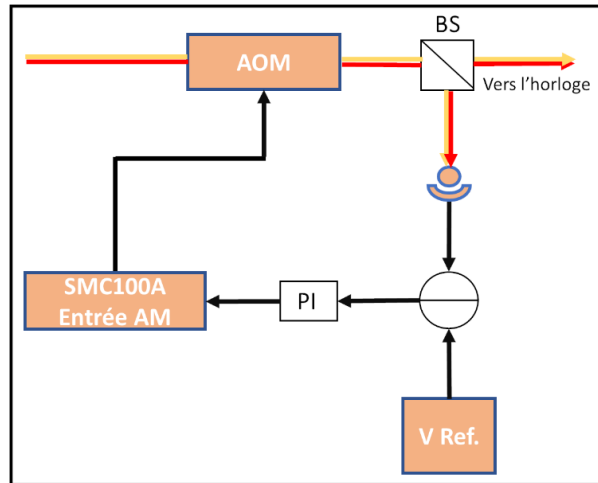 BS
AOM
Vers l'horloge
SMC100A
Entrée AM
PI
V Ref.